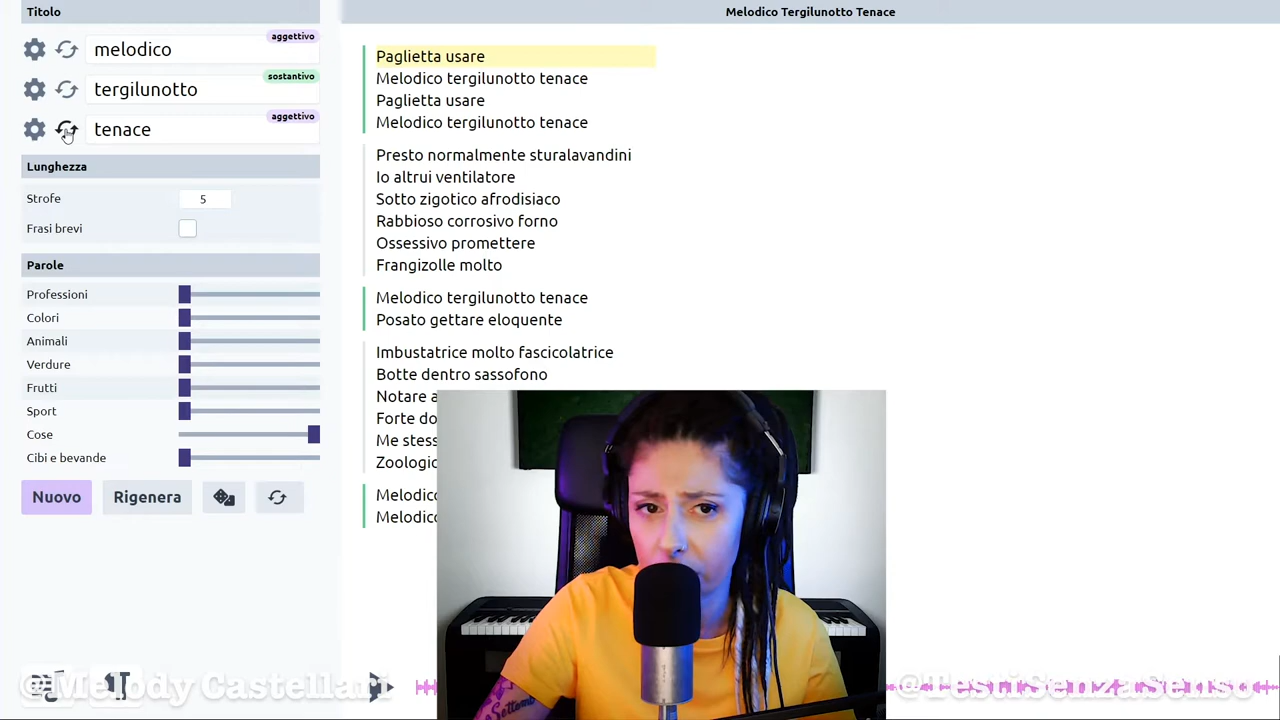 Titolo
melodico
aggettivo
tergilunotto
sostantivo
tenace
aggettivo
Lunghezza
Strofe
5
Frasi brevi
Parole
Professioni
Colori
Animali
Verdure
Frutti
Sport
Cose
Cibi e bevande
Nuovo
Rigenera
Melodico Tergilunotto Tenace
Paglietta usare
Melodico tergilunotto tenace
Paglietta usare
Melodico tergilunotto tenace
Presto normalmente sturalavandini
Io altrui ventilatore
Sotto zigotico afrodisiaco
Rabbioso corrosivo forno
Ossessivo promettere
Frangizolle molto
Melodico tergilunotto tenace
Posato gettare eloquente
Imbustatrice molto fascicolatrice
Botte dentro sassofono
Notare
Forte
Melodico
Melodico
@Melody Castellari
@TestiSenzaSenso